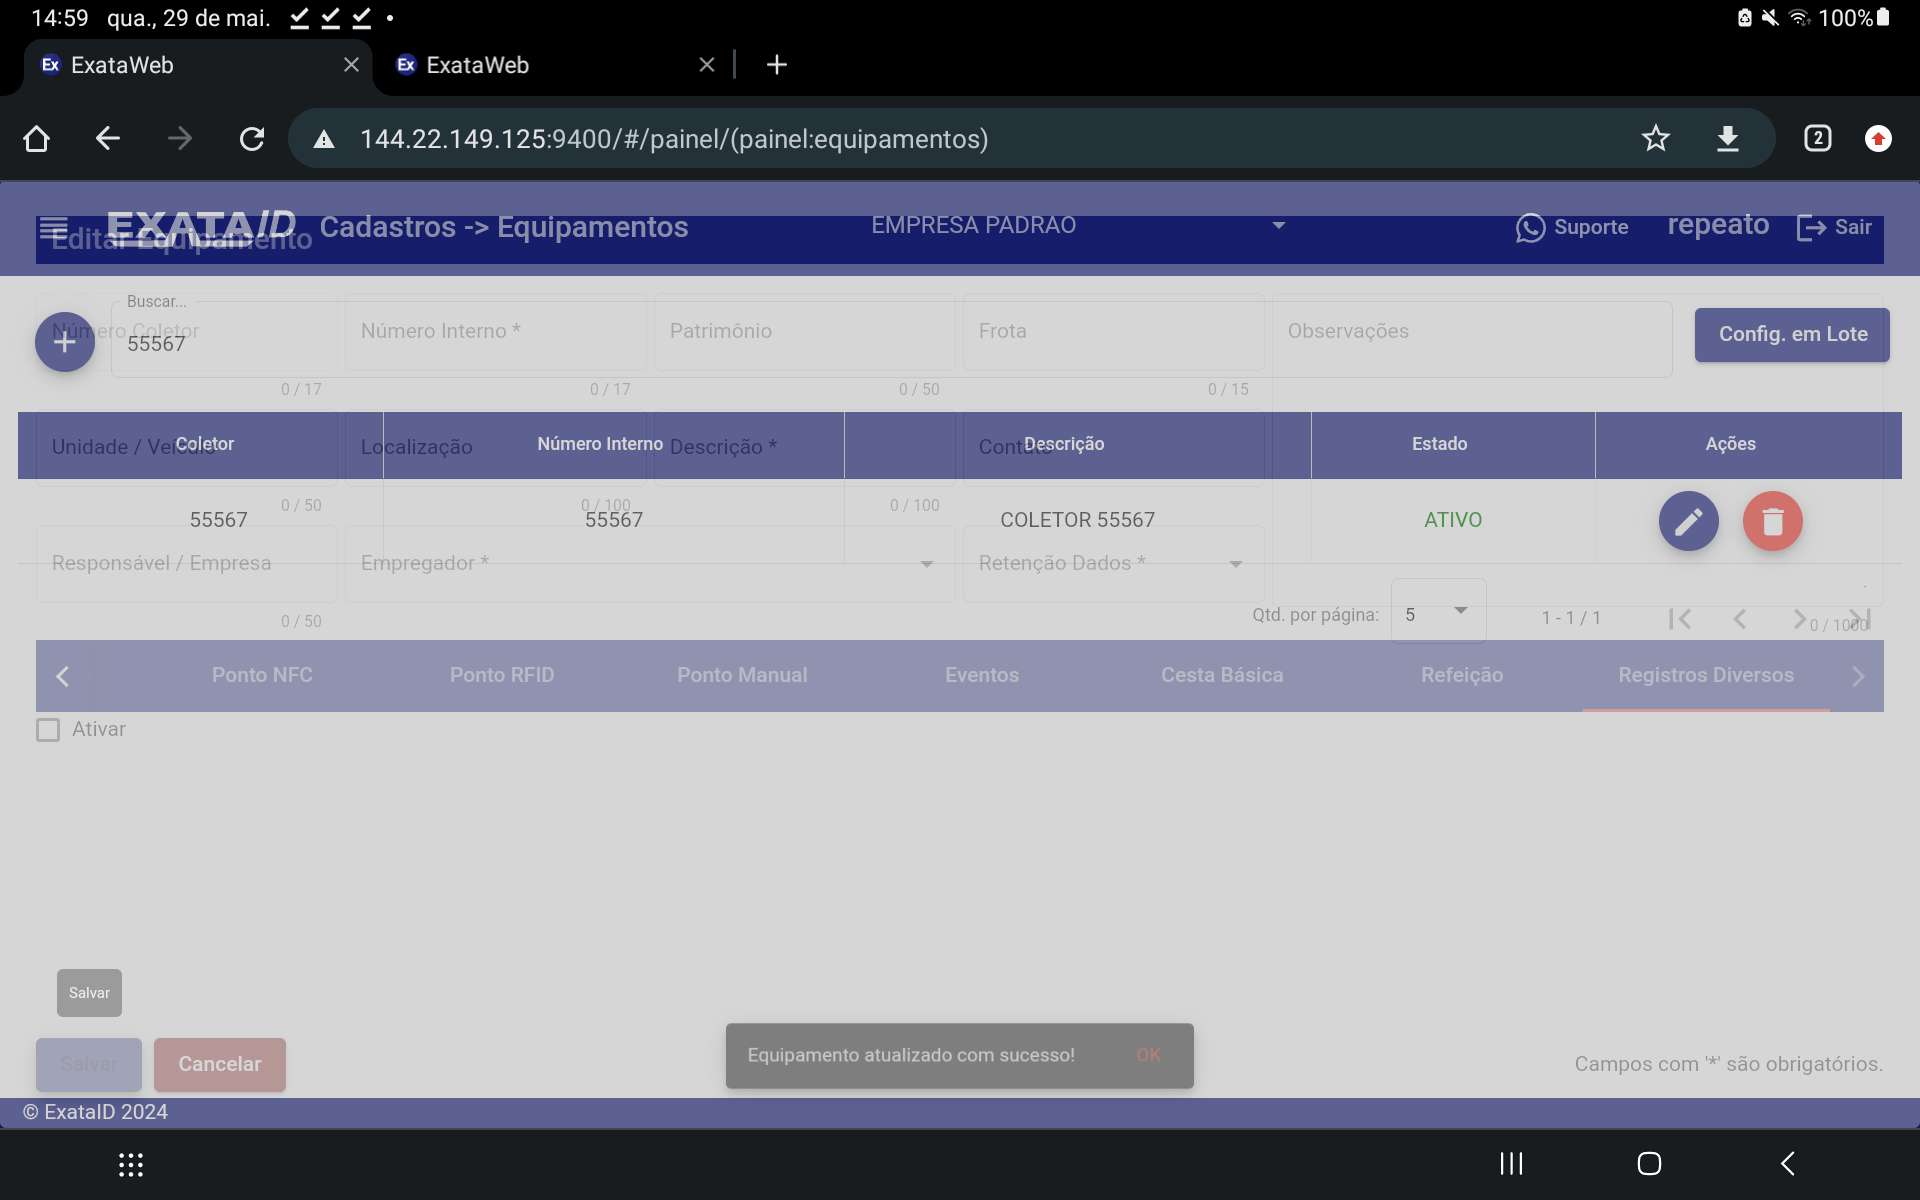 14:59 qua., 29 de mai. 100%
Ex ExataWeb
Ex ExataWeb
144.22.149.125:9400/#/painel/(painel:equipamentos)
2
EXATAID
Cadastros -> Equipamentos
EMPRESA PADRAO
Suporte
repeato
Sair
Editar Equipamento
Buscar...
55567
Config. em Lote
Número Coletor
Número Interno *
Patrimônio
Frota
Observações
0 / 17
0 / 17
0 / 50
0 / 15
Coletor
Número Interno
Descrição
Estado
Ações
Unidade / Veículo
Localização
Descrição *
Contato
0 / 50
0 / 100
0 / 100
55567
55567
COLETOR 55567
ATIVO
Responsável / Empresa
Empregador *
Retenção Dados *
0 / 50
Qtd. por página:
5
1 - 1 / 1
0 / 1000
Ponto NFC
Ponto RFID
Ponto Manual
Eventos
Cesta Básica
Refeição
Registros Diversos
Ativar
Salvar
Salvar
Cancelar
Equipamento atualizado com sucesso!
OK
Campos com '*' são obrigatórios.
© ExataID 2024